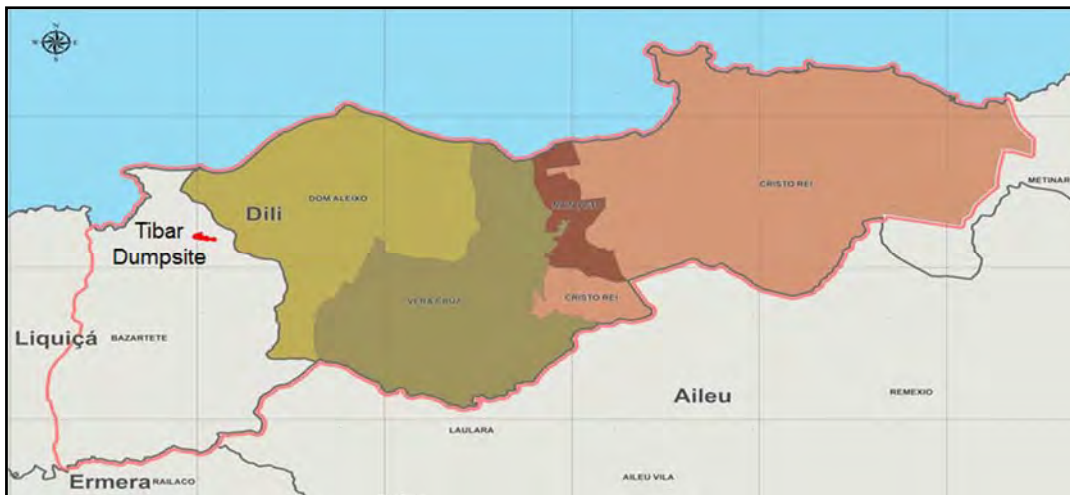 N
W
E
S
CRISTO REI
METINAR
DOM ALEIXO
Dili
Tibar
Dumpsite
VERA CRUZ
CRISTO REI
Liquiçá
BAZARTETE
Aileu
REMEXIO
LAULARA
Ermera
RAILACO
AILEU VILA